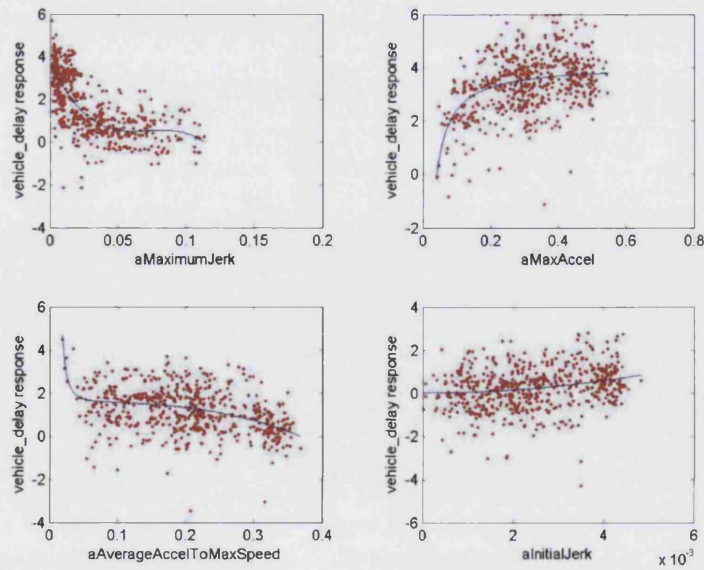 6
4
2
0
-2
-4
0 0.05 0.1 0.15 0.2
aMaximumJerk
vehicle_delay response
6
4
2
0
-2
0 0.2 0.4 0.6 0.8
aMaxAccel
vehicle_delay response
6
4
2
0
-2
-4
0 0.1 0.2 0.3 0.4
aAverageAccelToMaxSpeed
vehicle_delay response
6
4
2
0
-2
-4
-6
0 2 4 6
x 10⁻³
aInitialJerk
vehicle_delay response